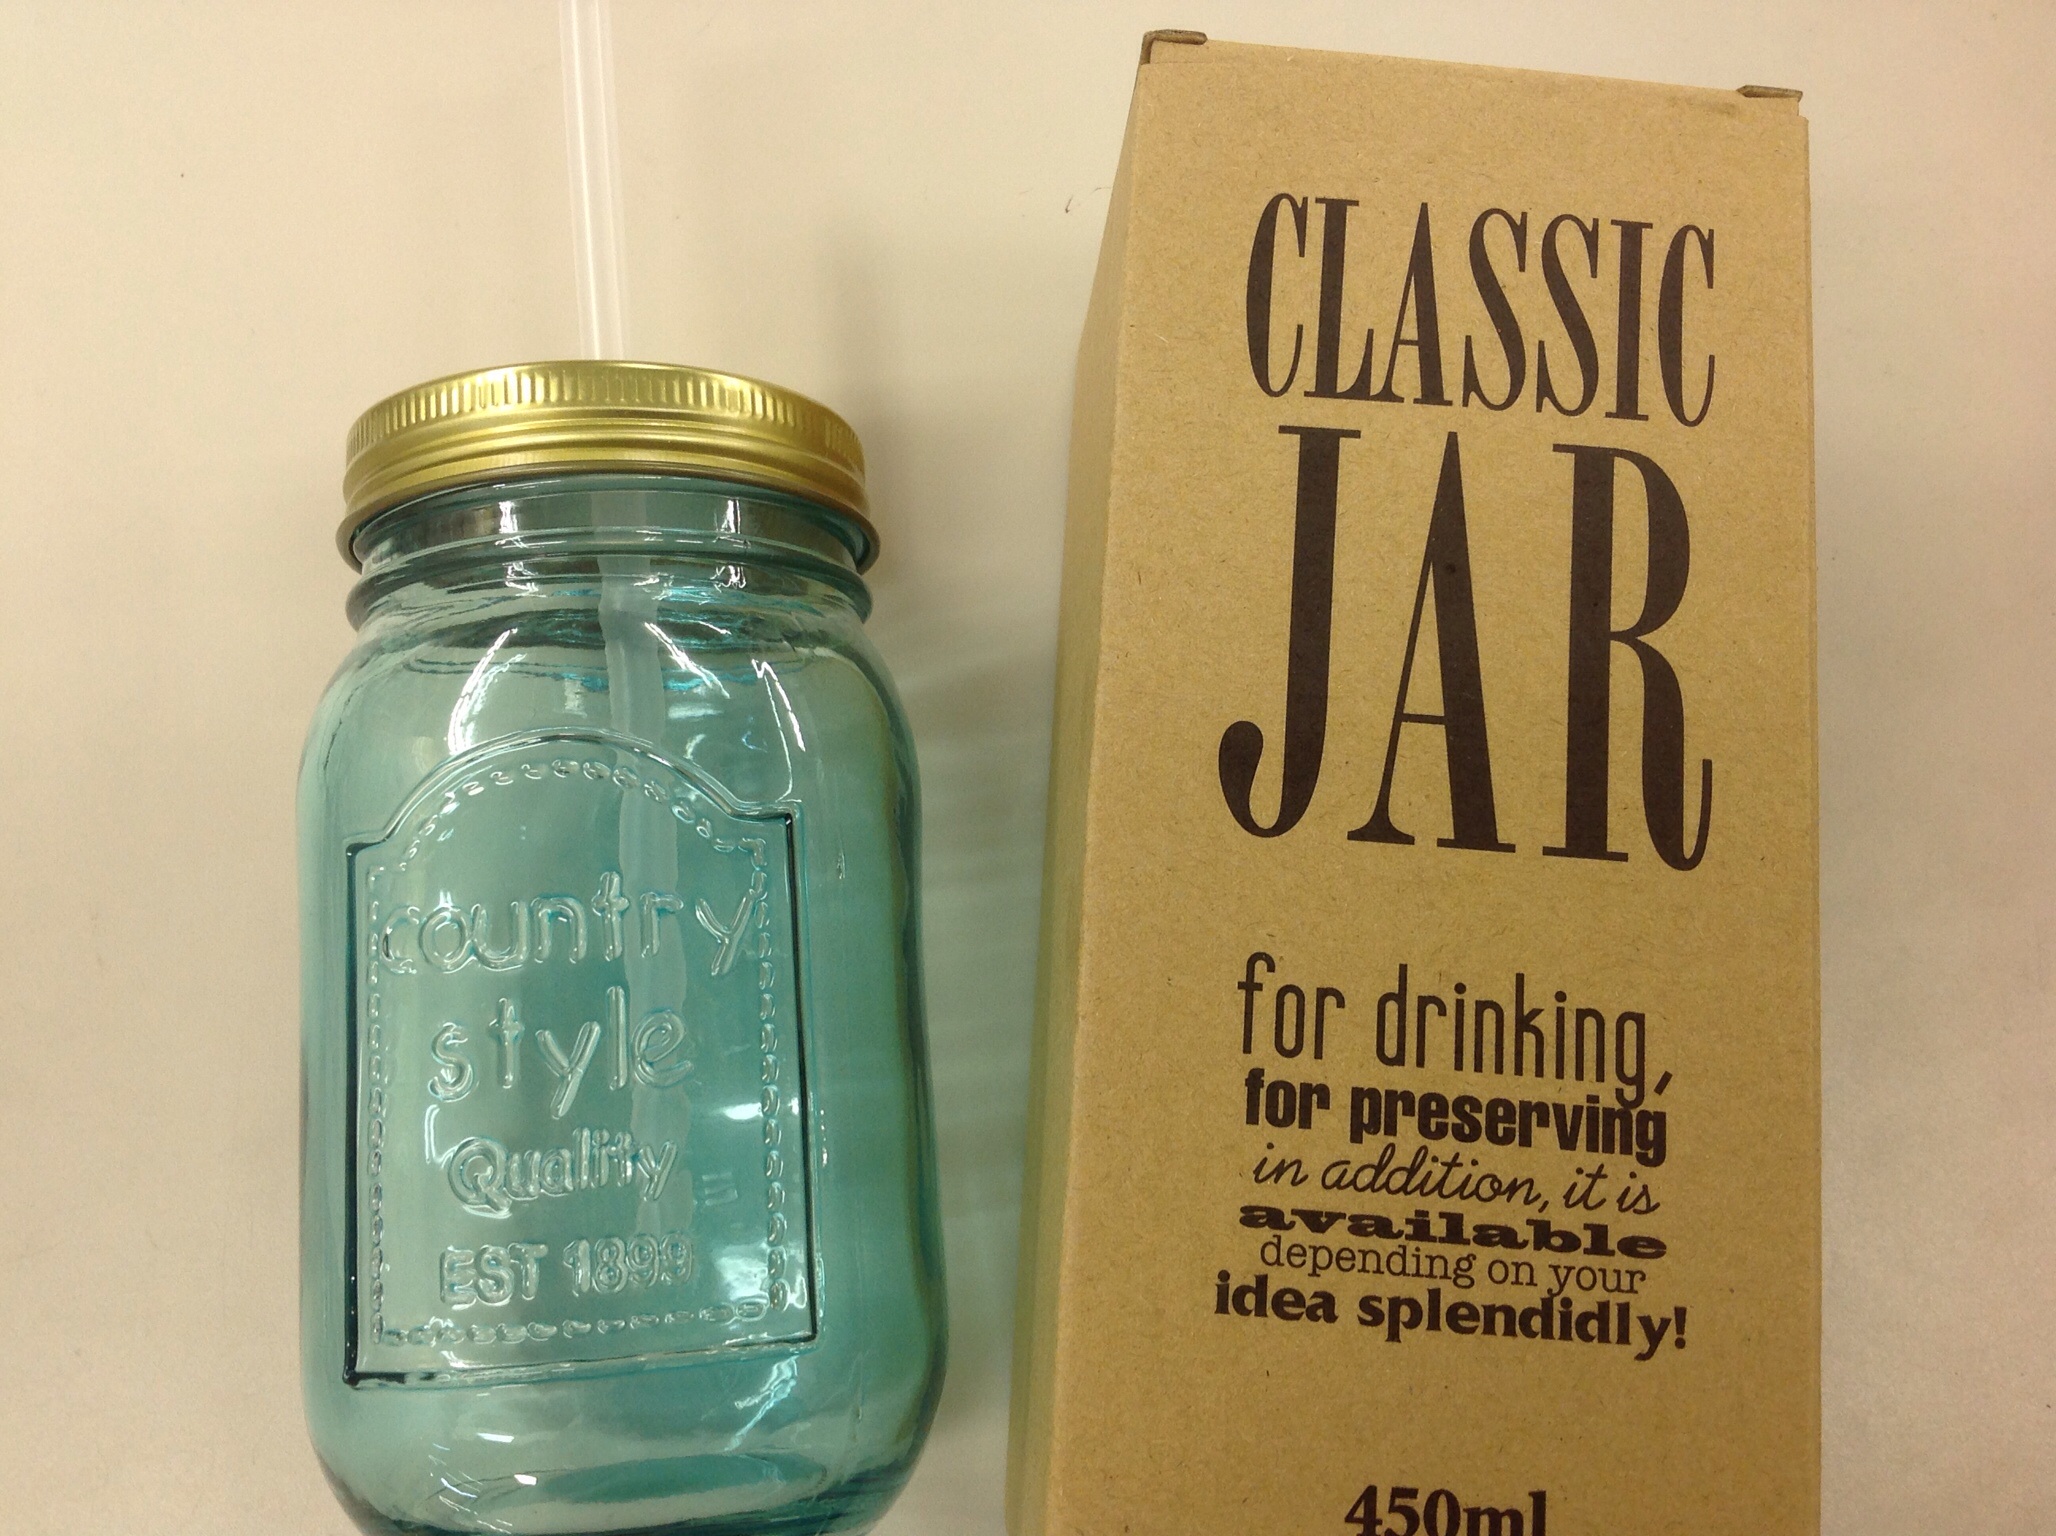 country
style
Quality
EST 1899
CLASSIC
JAR
for drinking,
for preserving
in addition, it is
available
depending on your
idea splendidly!
450ml